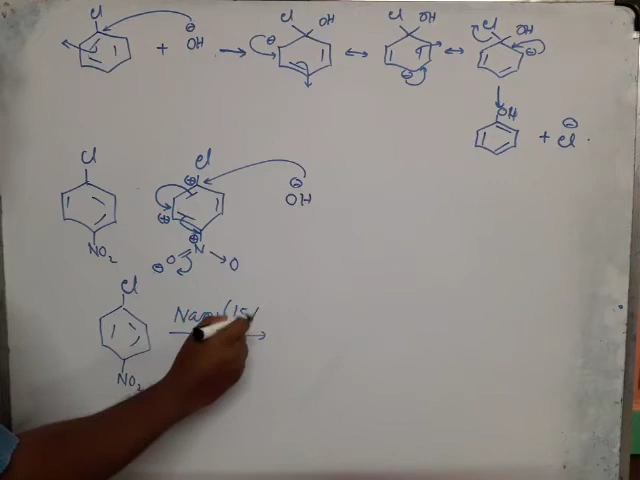 Cl Cl OH Cl OH Cl OH
+ ⊖ OH → ⊖ ↔ ⊖ ↔ ⊖
OH
+ Cl ⊖
Cl Cl
⊕ ⊖ OH
⊕
NO2 ⊕ N
⊖ O O
Cl
NO2